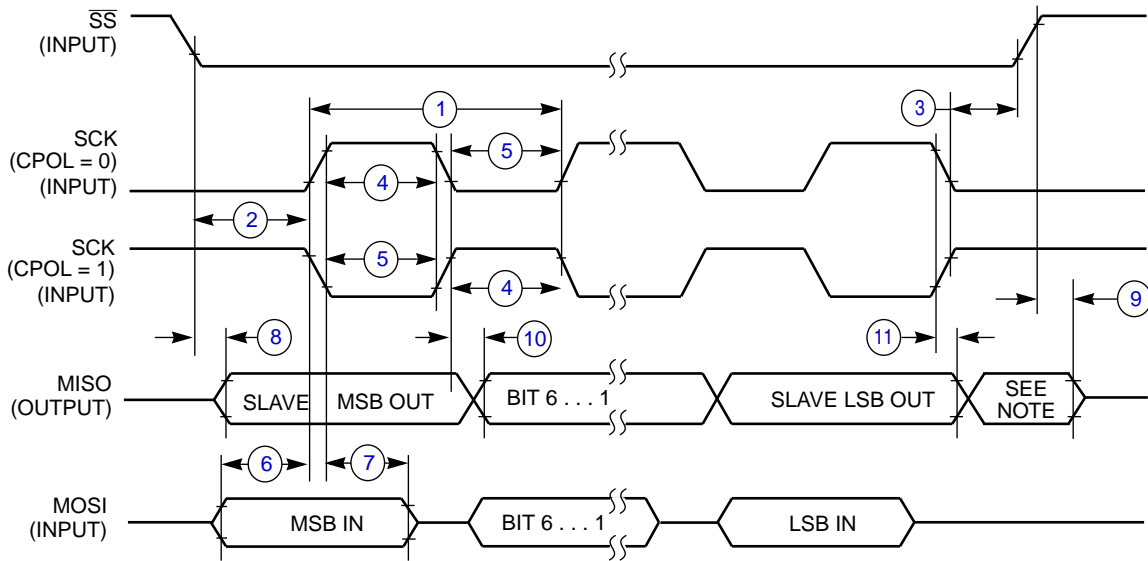 SS
(INPUT)
1
3
SCK
(CPOL = 0)
(INPUT)
5
4
2
SCK
(CPOL = 1)
(INPUT)
5
4
9
8
10
11
MISO
(OUTPUT)
SLAVE MSB OUT
BIT 6 . . . 1
SLAVE LSB OUT
SEE
NOTE
6
7
MOSI
(INPUT)
MSB IN
BIT 6 . . . 1
LSB IN